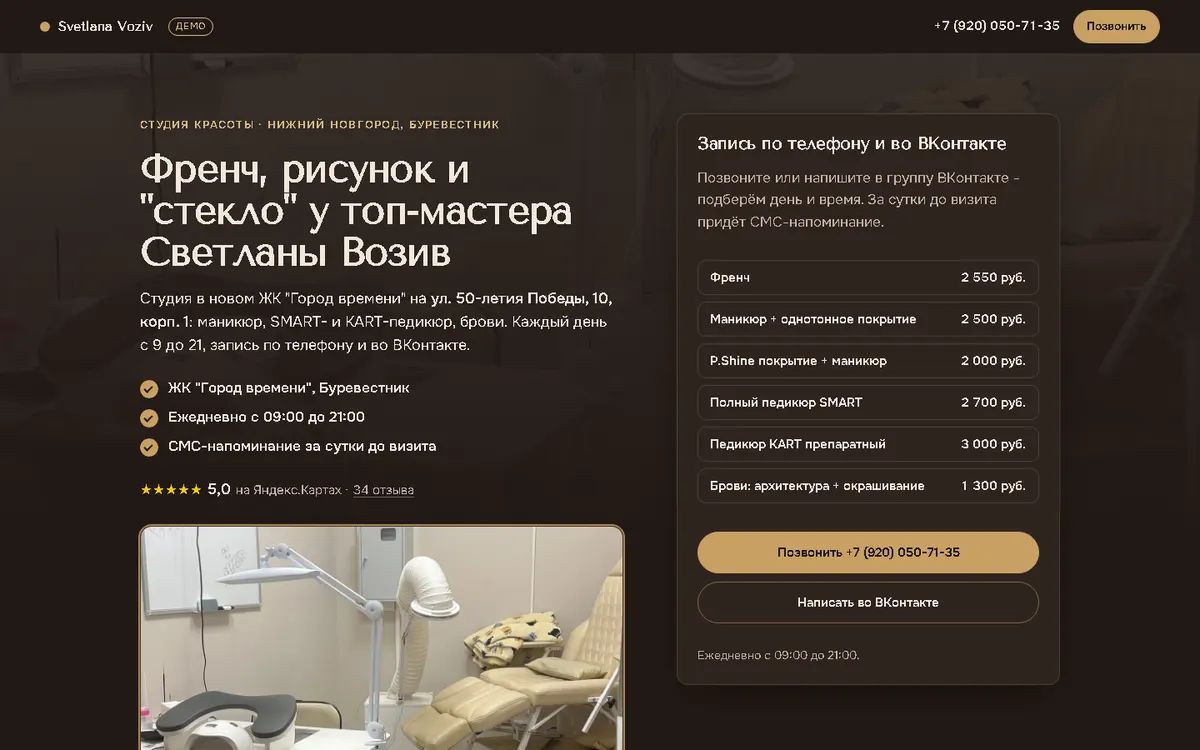 Svetlana Voziv
ДЕМО
+7 (920) 050-71-35
Позвонить
СТУДИЯ КРАСОТЫ · НИЖНИЙ НОВГОРОД, БУРЕВЕСТНИК
Френч, рисунок и
"стекло" у топ-мастера
Светланы Возив
Студия в новом ЖК "Город времени" на ул. 50-летия Победы, 10,
корп. 1: маникюр, SMART- и KART-педикюр, брови. Каждый день
с 9 до 21, запись по телефону и во ВКонтакте.
ЖК "Город времени", Буревестник
Ежедневно с 09:00 до 21:00
СМС-напоминание за сутки до визита
★★★★★ 5,0 на Яндекс.Картах · 34 отзыва
Запись по телефону и во ВКонтакте
Позвоните или напишите в группу ВКонтакте –
подберём день и время. За сутки до визита
придёт СМС-напоминание.
Френч 2 550 руб.
Маникюр + однотонное покрытие 2 500 руб.
P.Shine покрытие + маникюр 2 000 руб.
Полный педикюр SMART 2 700 руб.
Педикюр KART препаратный 3 000 руб.
Брови: архитектура + окрашивание 1 300 руб.
Позвонить +7 (920) 050-71-35
Написать во ВКонтакте
Ежедневно с 09:00 до 21:00.